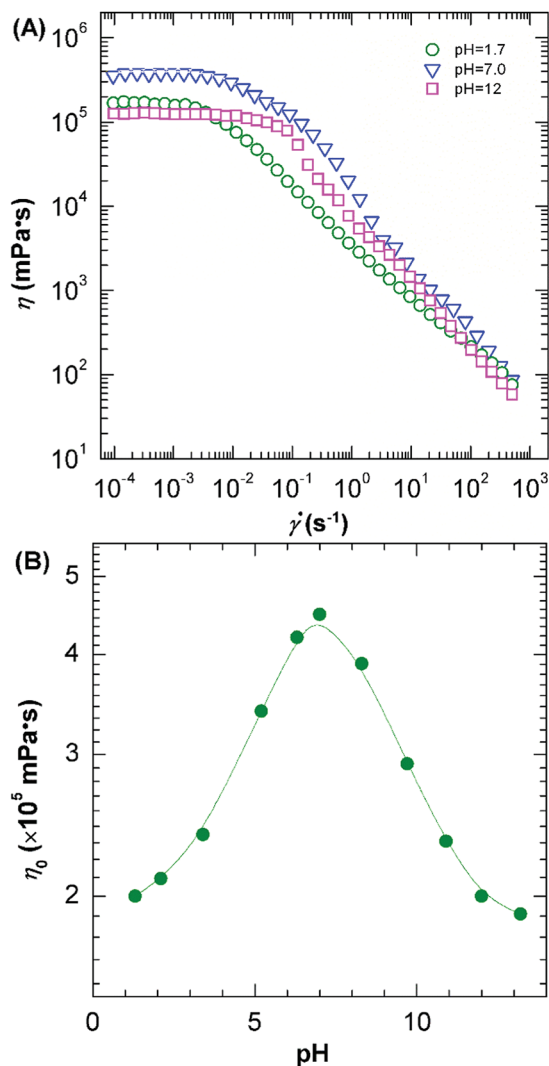 (A)
10⁶
10⁵
10⁴
10³
10²
10¹
η (mPa•s)
pH=1.7
pH=7.0
pH=12
10⁻⁴ 10⁻³ 10⁻² 10⁻¹ 10⁰ 10¹ 10² 10³
γ̇ (s⁻¹)
(B)
5
4
3
2
η₀ (×10⁵ mPa•s)
0 5 10
pH